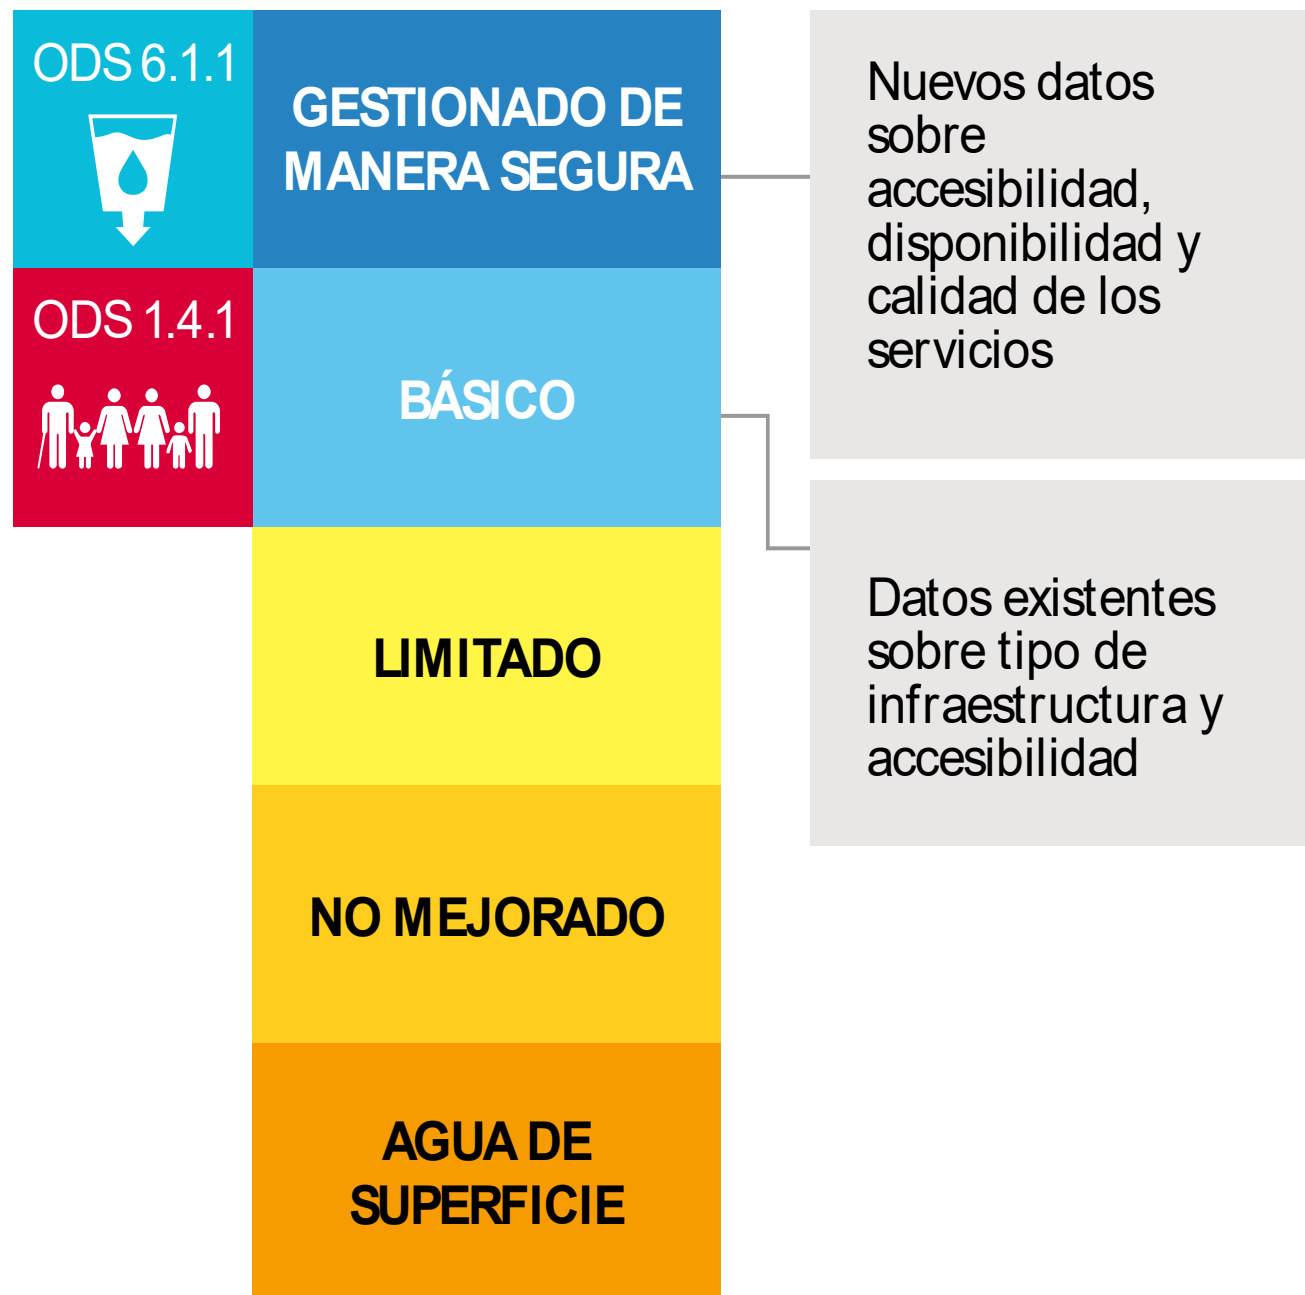 ODS 6.1.1
GESTIONADO DE
MANERA SEGURA
Nuevos datos
sobre
accesibilidad,
disponibilidad y
calidad de los
servicios
ODS 1.4.1
BÁSICO
Datos existentes
sobre tipo de
infraestructura y
accesibilidad
LIMITADO
NO MEJORADO
AGUA DE
SUPERFICIE